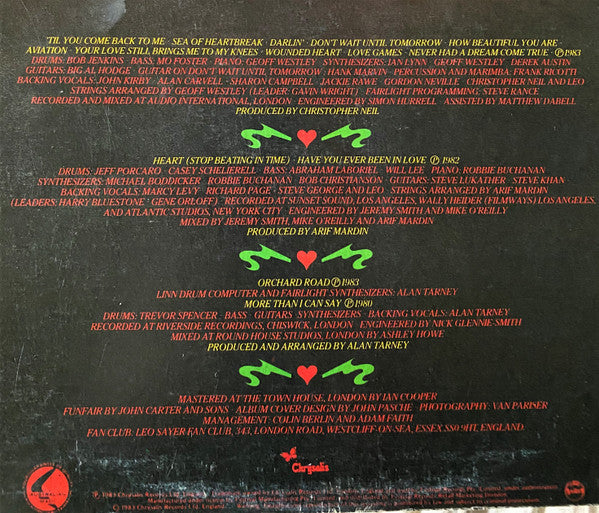 'TIL YOU COME BACK TO ME · SEA OF HEARTBREAK · DARLIN' · DON'T WAIT UNTIL TOMORROW · HOW BEAUTIFUL YOU ARE ·
AVIATION · YOUR LOVE STILL BRINGS ME TO MY KNEES · WOUNDED HEART · LOVE GAMES · NEVER HAD A DREAM COME TRUE · Ⓟ1983
DRUMS: BOB JENKINS · BASS: MO FOSTER · PIANO: GEOFF WESTLEY · SYNTHESIZERS: IAN LYNN · GEOFF WESTLEY · DEREK AUSTIN
GUITARS: BIG AL HODGE · GUITAR ON DON'T WAIT UNTIL TOMORROW: HANK MARVIN · PERCUSSION AND MARIMBA: FRANK RICOTTI
BACKING VOCALS: JOHN KIRBY · ALAN CARVELL · SHARON CAMPBELL · JACKIE RAWE · GORDON NEVILLE · CHRISTOPHER NEIL AND LEO
STRINGS ARRANGED BY GEOFF WESTLEY (LEADER: GAVIN WRIGHT) · FAIRLIGHT PROGRAMMING: STEVE RANCE
RECORDED AND MIXED AT AUDIO INTERNATIONAL, LONDON · ENGINEERED BY SIMON HURRELL · ASSISTED BY MATTHEW DABELL
PRODUCED BY CHRISTOPHER NEIL
HEART (STOP BEATING IN TIME) · HAVE YOU EVER BEEN IN LOVE Ⓟ 1982
DRUMS: JEFF PORCARO · CASEY SCHELJERELL · BASS: ABRAHAM LABORIEL · WILL LEE · PIANO: ROBBIE BUCHANAN
SYNTHESIZERS: MICHAEL BODDICKER · ROBBIE BUCHANAN · BOB CHRISTIANSON · GUITARS: STEVE LUKATHER · STEVE KHAN
BACKING VOCALS: MARCY LEVY · RICHARD PAGE · STEVE GEORGE AND LEO · STRINGS ARRANGED BY ARIF MARDIN
(LEADERS: HARRY BLUESTONE · GENE ORLOFF) · RECORDED AT SUNSET SOUND, LOS ANGELES, WALLY HEIDER (FILMWAYS) LOS ANGELES,
AND ATLANTIC STUDIOS, NEW YORK CITY · ENGINEERED BY JEREMY SMITH AND MIKE O'REILLY
MIXED BY JEREMY SMITH, MIKE O'REILLY AND ARIF MARDIN
PRODUCED BY ARIF MARDIN
ORCHARD ROAD Ⓟ1983
LINN DRUM COMPUTER AND FAIRLIGHT SYNTHESIZERS: ALAN TARNEY
MORE THAN I CAN SAY Ⓟ1980
DRUMS: TREVOR SPENCER · BASS · GUITARS · SYNTHESIZERS · BACKING VOCALS: ALAN TARNEY
RECORDED AT RIVERSIDE RECORDINGS, CHISWICK, LONDON · ENGINEERED BY NICK GLENNIE-SMITH
MIXED AT ROUND HOUSE STUDIOS, LONDON BY ASHLEY HOWE
PRODUCED AND ARRANGED BY ALAN TARNEY
MASTERED AT THE TOWN HOUSE, LONDON BY IAN COOPER
FUNFAIR BY JOHN CARTER AND SONS · ALBUM COVER DESIGN BY JOHN PASCHE · PHOTOGRAPHY: VAN PARISER
MANAGEMENT: COLIN BERLIN AND ADAM FAITH
FAN CLUB: LEO SAYER FAN CLUB, 343, LONDON ROAD, WESTCLIFF-ON-SEA, ESSEX SS0 9HT, ENGLAND.
Chrysalis
Ⓟ 1983 Chrysalis Records Ltd.
© 1983 Chrysalis Records Ltd. England.